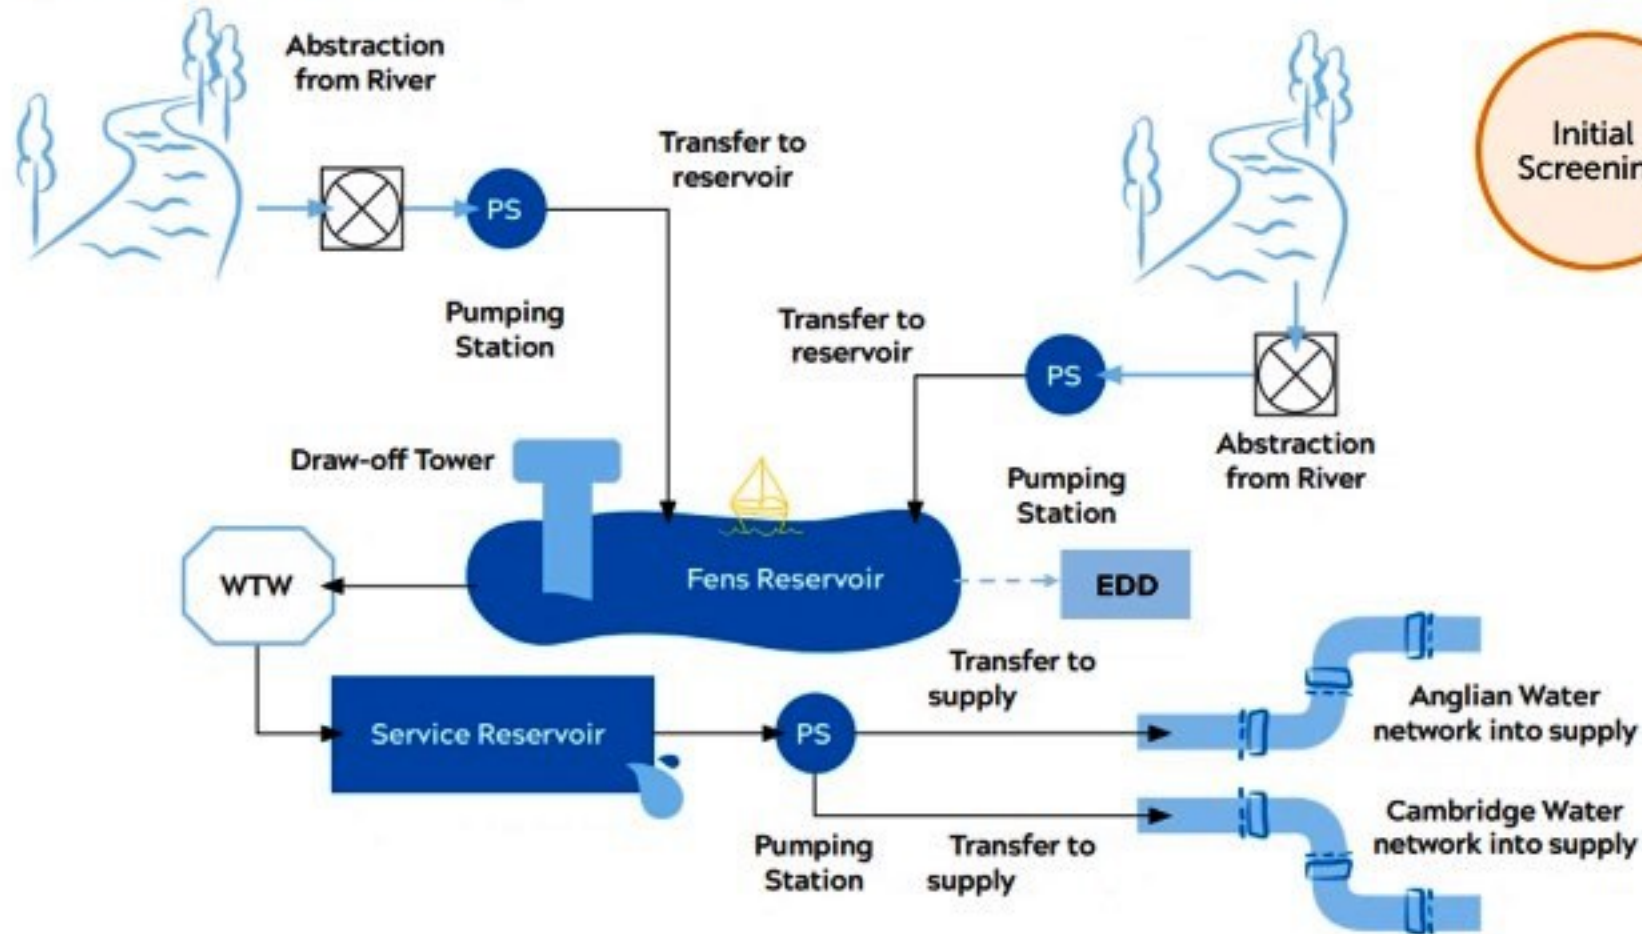 Abstraction
from River
Initial
Transfer to
reservoir
PS
Pumping
Station
Transfer to
reservoir
PS
Abstraction
from River
Draw-off Tower
Pumping
Station
WTW
Fens Reservoir
EDD
Transfer to
supply
Service Reservoir
PS
Anglian Water
network into supply
Cambridge Water
network into supply
Pumping
Station
Transfer to
supply